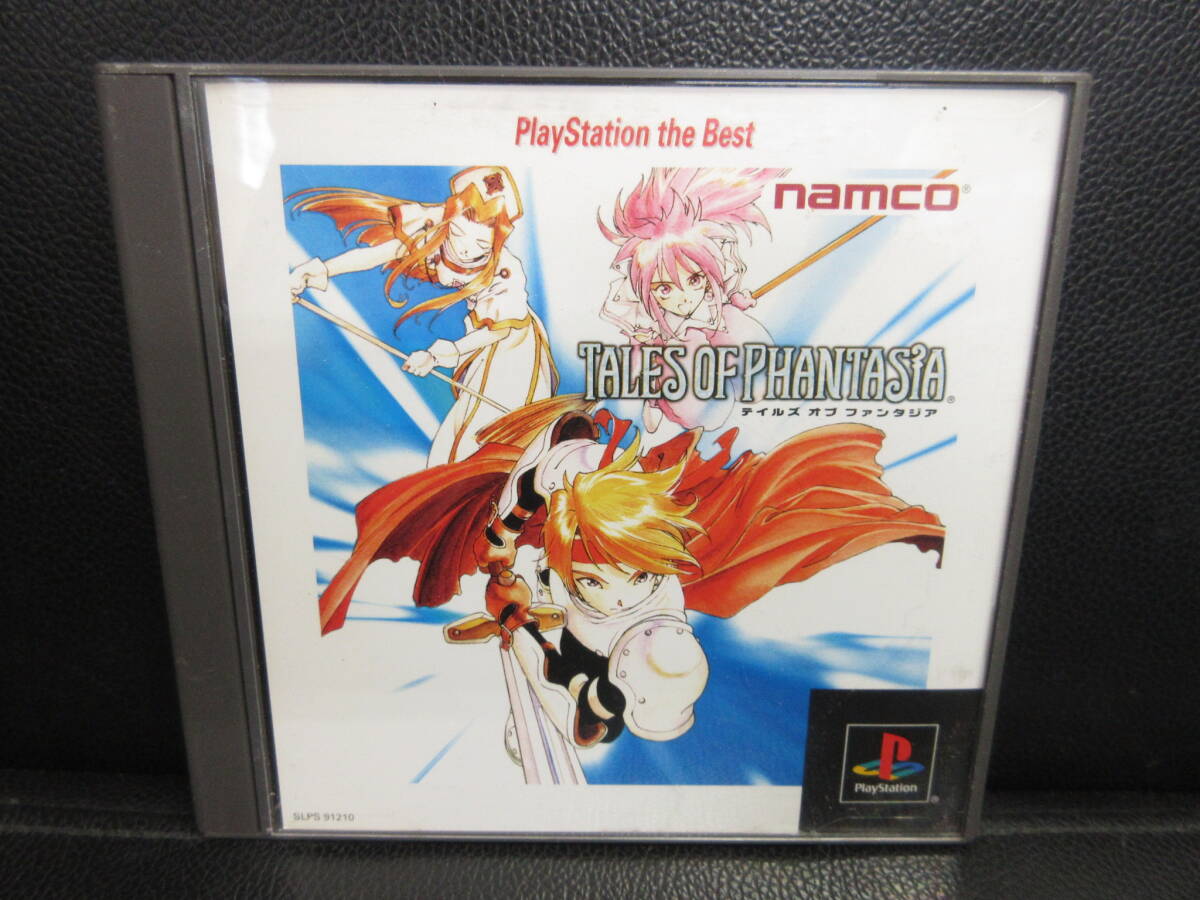 PlayStation the Best
namco®
TALES OF PHANTASIA®
テイルズ オブ ファンタジア
PlayStation®
SLPS 91210